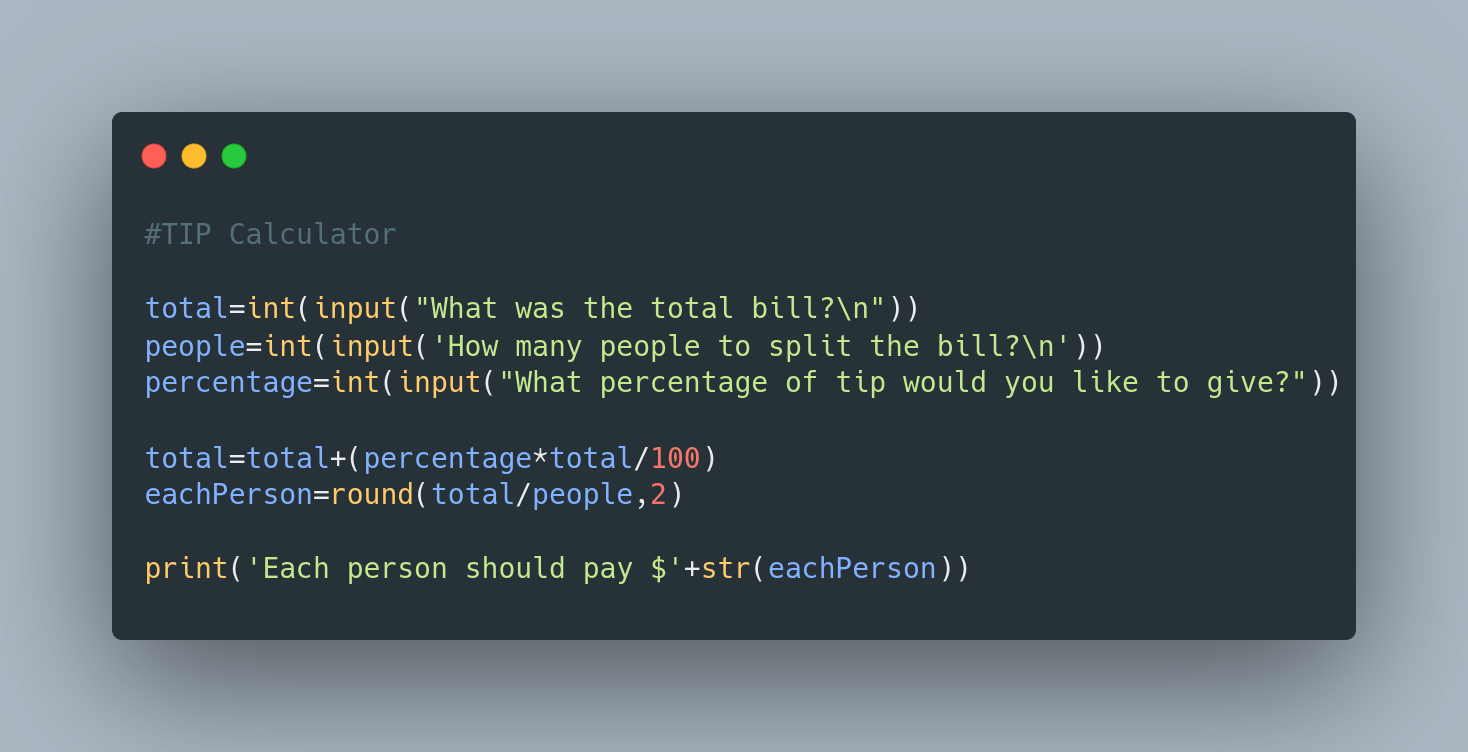 #TIP Calculator
total=int(input("What was the total bill?\n"))
people=int(input('How many people to split the bill?\n'))
percentage=int(input("What percentage of tip would you like to give?"))
total=total+(percentage*total/100)
eachPerson=round(total/people,2)
print('Each person should pay $'+str(eachPerson))